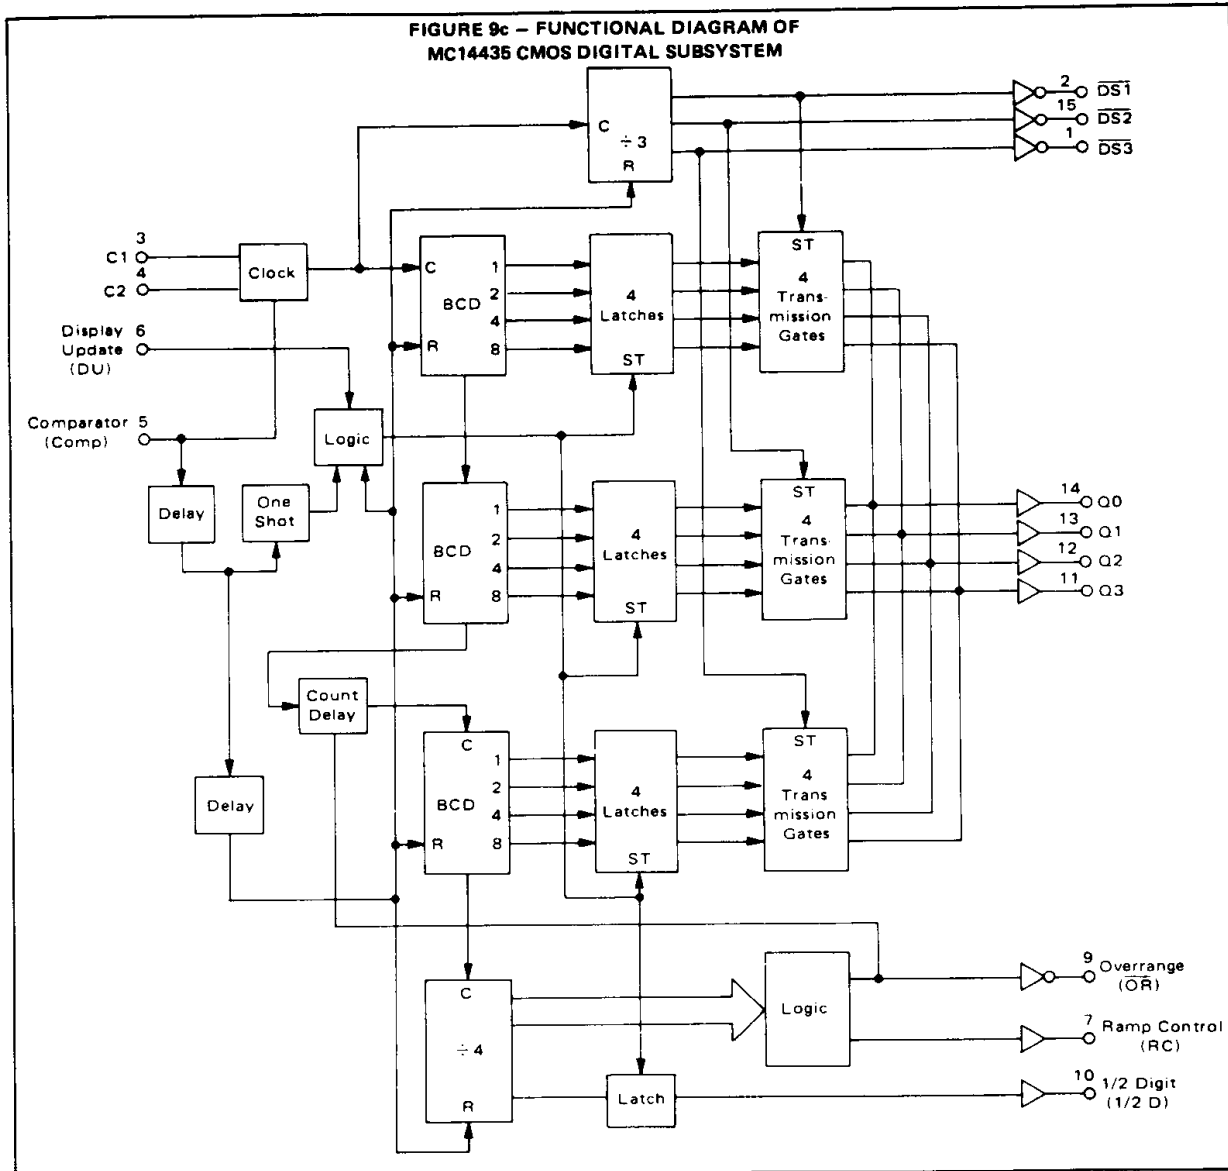 FIGURE 9c – FUNCTIONAL DIAGRAM OF
MC14435 CMOS DIGITAL SUBSYSTEM
C
÷ 3
R
2
DS1
15
DS2
1
DS3
3
C1
4
C2
Clock
Display
Update
(DU)
6
Comparator
(Comp)
5
Logic
Delay
One
Shot
C
BCD
R
1
2
4
8
4
Latches
ST
ST
4
Trans-
mission
Gates
BCD
R
1
2
4
8
4
Latches
ST
ST
4
Trans-
mission
Gates
14
Q0
13
Q1
12
Q2
11
Q3
Count
Delay
Delay
C
BCD
R
1
2
4
8
4
Latches
ST
ST
4
Trans
mission
Gates
C
÷ 4
R
Logic
Latch
9
Overrange
(OR)
7
Ramp Control
(RC)
10
1/2 Digit
(1/2 D)